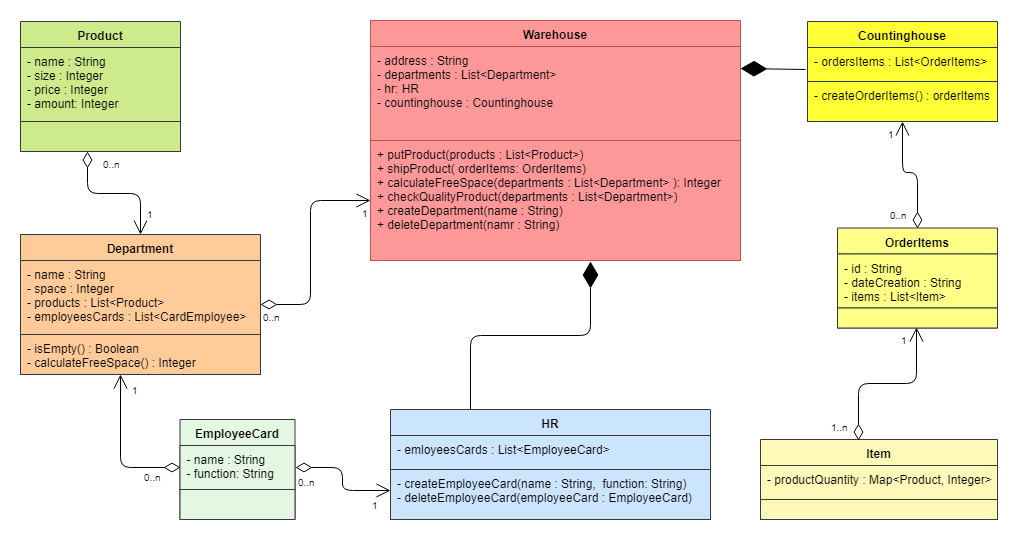 Product
- name : String
- size : Integer
- price : Integer
- amount: Integer
0..n
1
Warehouse
- address : String
- departments : List<Department>
- hr: HR
- countinghouse : Countinghouse
+ putProduct(products : List<Product>)
+ shipProduct( orderItems: OrderItems)
+ calculateFreeSpace(departments : List<Department> ): Integer
+ checkQualityProduct(departments : List<Department>)
+ createDepartment(name : String)
+ deleteDepartment(namr : String)
Countinghouse
- ordersItems : List<OrderItems>
- createOrderItems() : orderItems
1
0..n
Department
- name : String
- space : Integer
- products : List<Product>
- employeesCards : List<CardEmployee>
- isEmpty() : Boolean
- calculateFreeSpace() : Integer
0..n
1
OrderItems
- id : String
- dateCreation : String
- items : List<Item>
1
1..n
1
0..n
EmployeeCard
- name : String
- function: String
0..n
1
HR
- emloyeesCards : List<EmployeeCard>
- createEmployeeCard(name : String, function: String)
- deleteEmployeeCard(employeeCard : EmployeeCard)
Item
- productQuantity : Map<Product, Integer>